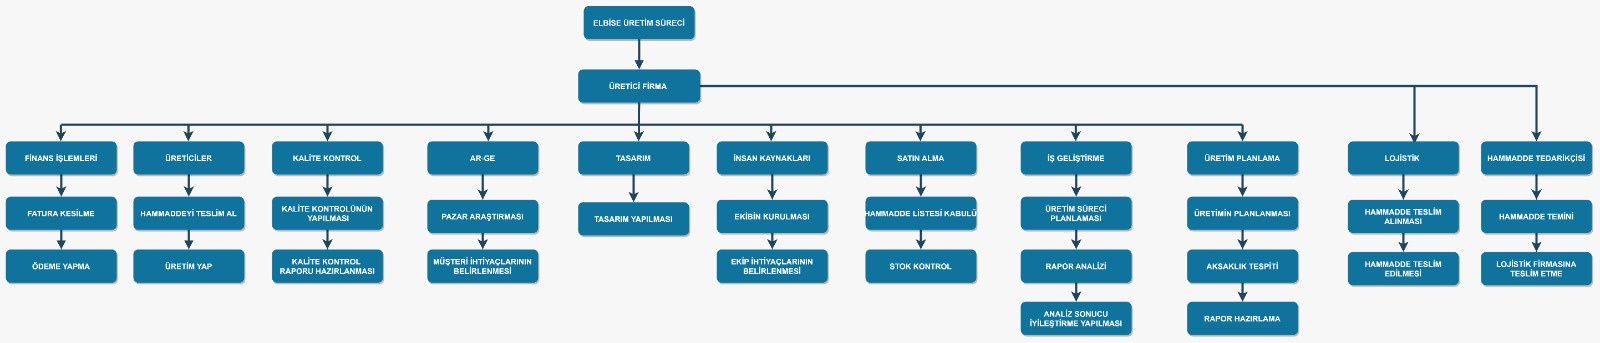 ELBİSE ÜRETİM SÜRECİ
ÜRETİCİ FİRMA
FİNANS İŞLEMLERİ
ÜRETİCİLER
KALİTE KONTROL
AR-GE
TASARIM
İNSAN KAYNAKLARI
SATIN ALMA
İŞ GELİŞTİRME
ÜRETİM PLANLAMA
LOJİSTİK
HAMMADDE TEDARİKÇİSİ
FATURA KESİLME
HAMMADDEYİ TESLİM AL
KALİTE KONTROLÜNÜN
YAPILMASI
PAZAR ARAŞTIRMASI
TASARIM YAPILMASI
EKİBİN KURULMASI
HAMMADDE LİSTESİ KABULÜ
ÜRETİM SÜRECİ
PLANLAMASI
ÜRETİMİN PLANLANMASI
HAMMADDE TESLİM
ALINMASI
HAMMADDE TEMİNİ
ÖDEME YAPMA
ÜRETİM YAP
KALİTE KONTROL
RAPORU HAZIRLANMASI
MÜŞTERİ İHTİYAÇLARININ
BELİRLENMESİ
EKİP İHTİYAÇLARININ
BELİRLENMESİ
STOK KONTROL
RAPOR ANALİZİ
AKSAKLIK TESPİTİ
HAMMADDE TESLİM
EDİLMESİ
LOJİSTİK FİRMASINA
TESLİM ETME
ANALİZ SONUCU
İYİLEŞTİRME YAPILMASI
RAPOR HAZIRLAMA